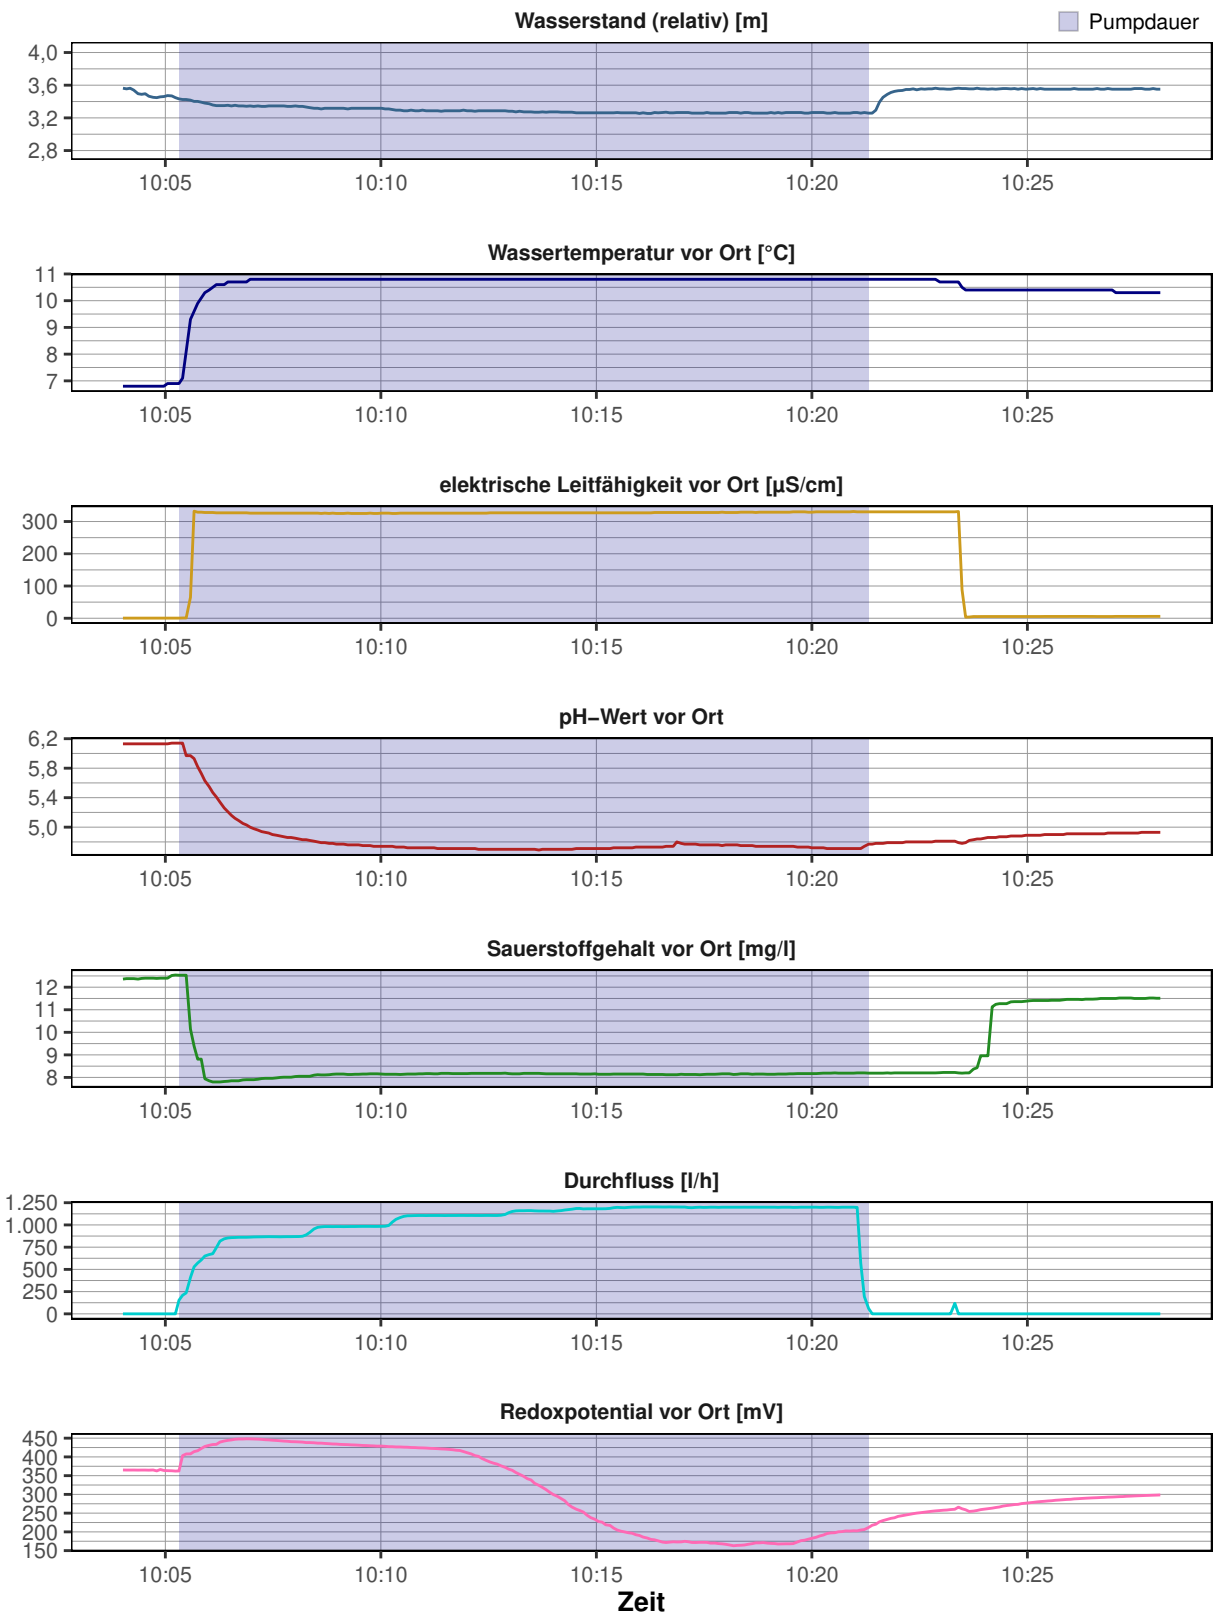 Wasserstand (relativ) [m]
Pumpdauer
4,0
3,6
3,2
2,8
10:05 10:10 10:15 10:20 10:25
Wassertemperatur vor Ort [°C]
11
10
9
8
7
10:05 10:10 10:15 10:20 10:25
elektrische Leitfähigkeit vor Ort [µS/cm]
300
200
100
0
10:05 10:10 10:15 10:20 10:25
pH−Wert vor Ort
6,2
5,8
5,4
5,0
10:05 10:10 10:15 10:20 10:25
Sauerstoffgehalt vor Ort [mg/l]
12
11
10
9
8
10:05 10:10 10:15 10:20 10:25
Durchfluss [l/h]
1.250
1.000
750
500
250
0
10:05 10:10 10:15 10:20 10:25
Redoxpotential vor Ort [mV]
450
400
350
300
250
200
150
10:05 10:10 10:15 10:20 10:25
Zeit